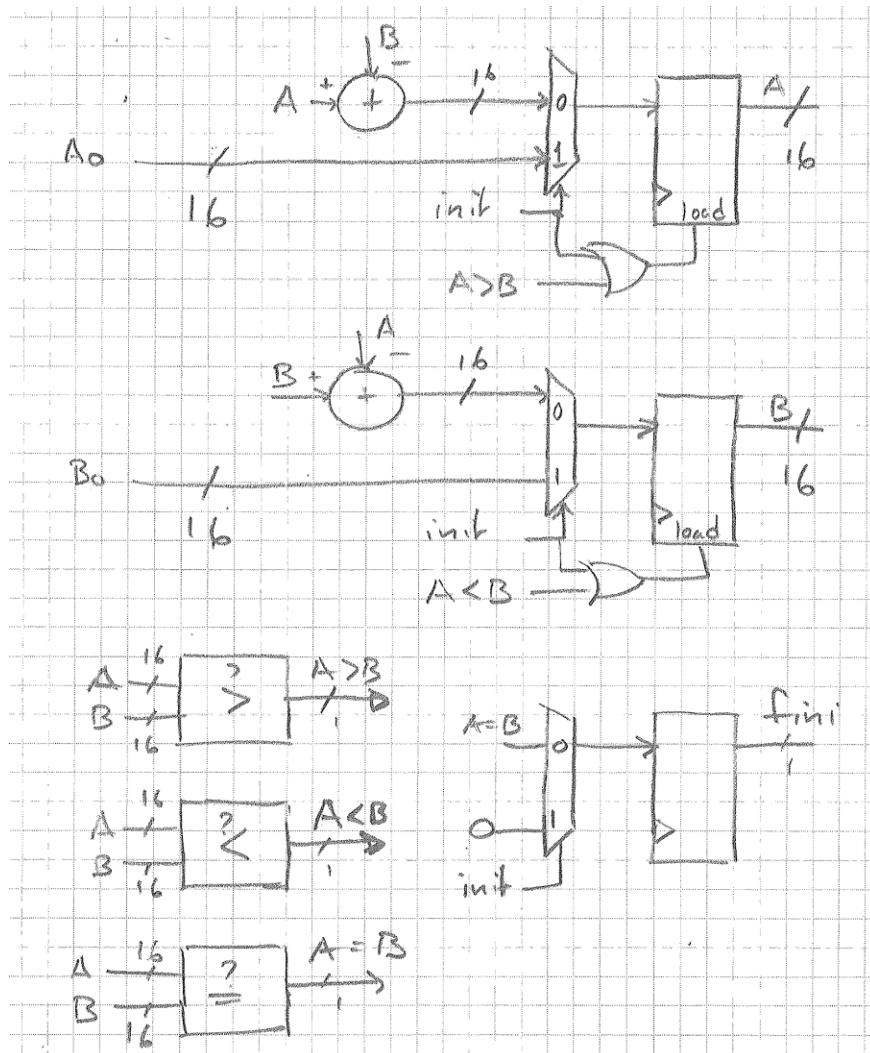 B
−
A + + 16 0 A
A₀ 1
16 16
init load
A>B
A
−
B + + 16 0 B
B₀ 1
16 16
init load
A<B
16
A ? A>B
B > 1
16
A=B 0 fini
1
16
A ? A<B
B < 1
16
0 1
init
16
A ? A = B
B = 1
16